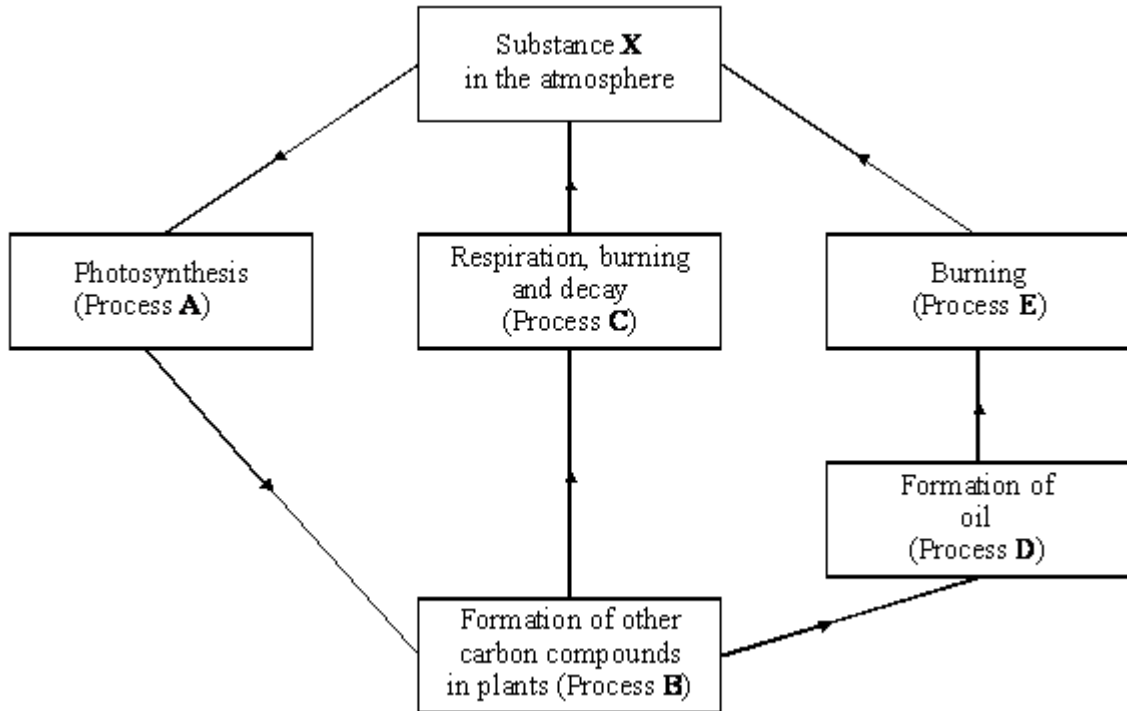 Substance X
in the atmosphere
Photosynthesis
(Process A)
Respiration, burning
and decay
(Process C)
Burning
(Process E)
Formation of
oil
(Process D)
Formation of other
carbon compounds
in plants (Process B)